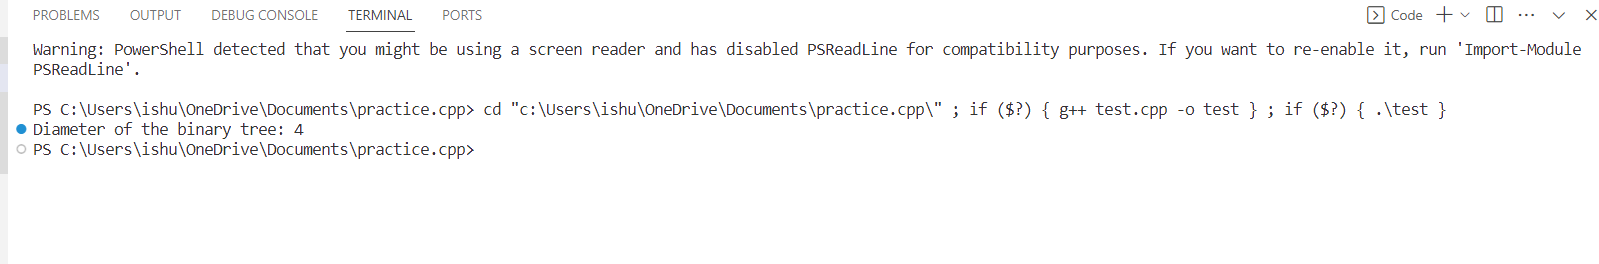 PROBLEMS OUTPUT DEBUG CONSOLE TERMINAL PORTS Code
Warning: PowerShell detected that you might be using a screen reader and has disabled PSReadLine for compatibility purposes. If you want to re-enable it, run 'Import-Module
PSReadLine'.
PS C:\Users\ishu\OneDrive\Documents\practice.cpp> cd "c:\Users\ishu\OneDrive\Documents\practice.cpp\" ; if ($?) { g++ test.cpp -o test } ; if ($?) { .\test }
Diameter of the binary tree: 4
PS C:\Users\ishu\OneDrive\Documents\practice.cpp>